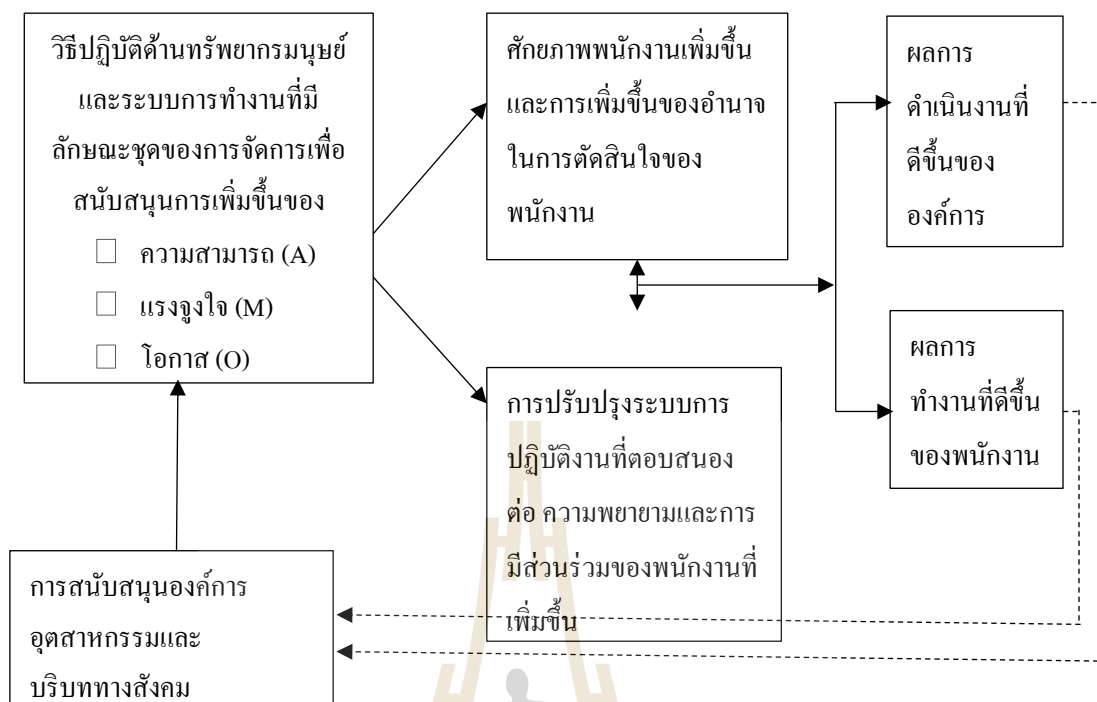 วิธีปฏิบัติด้านทรัพยากรมนุษย์
และระบบการทำงานที่มี
ลักษณะชุดของการจัดการเพื่อ
สนับสนุนการเพิ่มขึ้นของ
☐ ความสามารถ (A)
☐ แรงจูงใจ (M)
☐ โอกาส (O)
ศักยภาพพนักงานเพิ่มขึ้น
และการเพิ่มขึ้นของอำนาจ
ในการตัดสินใจของ
พนักงาน
ผลการ
ดำเนินงานที่
ดีขึ้นของ
องค์การ
ผลการ
ทำงานที่ดีขึ้น
ของพนักงาน
การปรับปรุงระบบการ
ปฏิบัติงานที่ตอบสนอง
ต่อ ความพยายามและการ
มีส่วนร่วมของพนักงานที่
เพิ่มขึ้น
การสนับสนุนองค์การ
อุตสาหกรรมและ
บริบททางสังคม